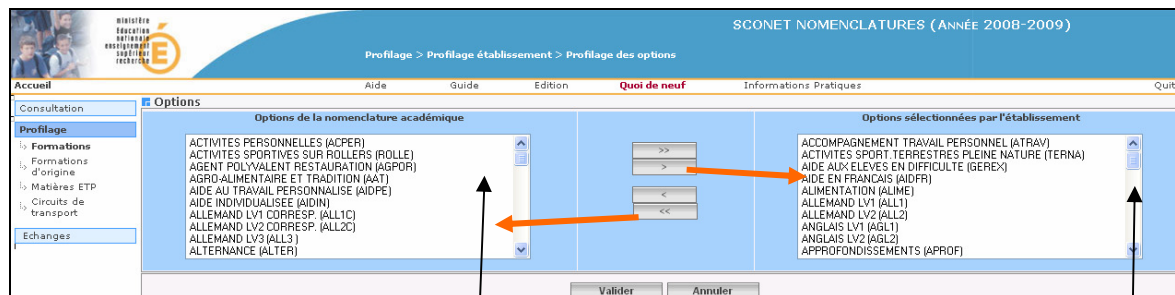 ministère
éducation
nationale
enseignement
supérieur
recherche
SCONET NOMENCLATURES (ANNÉE 2008-2009)
Profilage > Profilage établissement > Profilage des options
Accueil
Aide
Guide
Edition
Quoi de neuf
Informations Pratiques
Quit
Consultation
Profilage
Formations
Formations
d'origine
Matières ETP
Circuits de
transport
Echanges
Options
Options de la nomenclature académique
ACTIVITES PERSONNELLES (ACPER)
ACTIVITES SPORTIVES SUR ROLLERS (ROLLE)
AGENT POLYVALENT RESTAURATION (AGPOR)
AGRO-ALIMENTAIRE ET TRADITION (AAT)
AIDE AU TRAVAIL PERSONNALISE (AIDPE)
AIDE INDIVIDUALISEE (AIDIN)
ALLEMAND LV1 CORRESP. (ALL1C)
ALLEMAND LV2 CORRESP. (ALL2C)
ALLEMAND LV3 (ALL3 )
ALTERNANCE (ALTER)
>>
>
<
<<
Options sélectionnées par l'établissement
ACCOMPAGNEMENT TRAVAIL PERSONNEL (ATRAV)
ACTIVITES SPORT.TERRESTRES PLEINE NATURE (TERNA)
AIDE AUX ELEVES EN DIFFICULTE (GEREX)
AIDE EN FRANCAIS (AIDFR)
ALIMENTATION (ALIME)
ALLEMAND LV1 (ALL1)
ALLEMAND LV2 (ALL2)
ANGLAIS LV1 (AGL1)
ANGLAIS LV2 (AGL2)
APPROFONDISSEMENTS (APROF)
Valider
Annuler